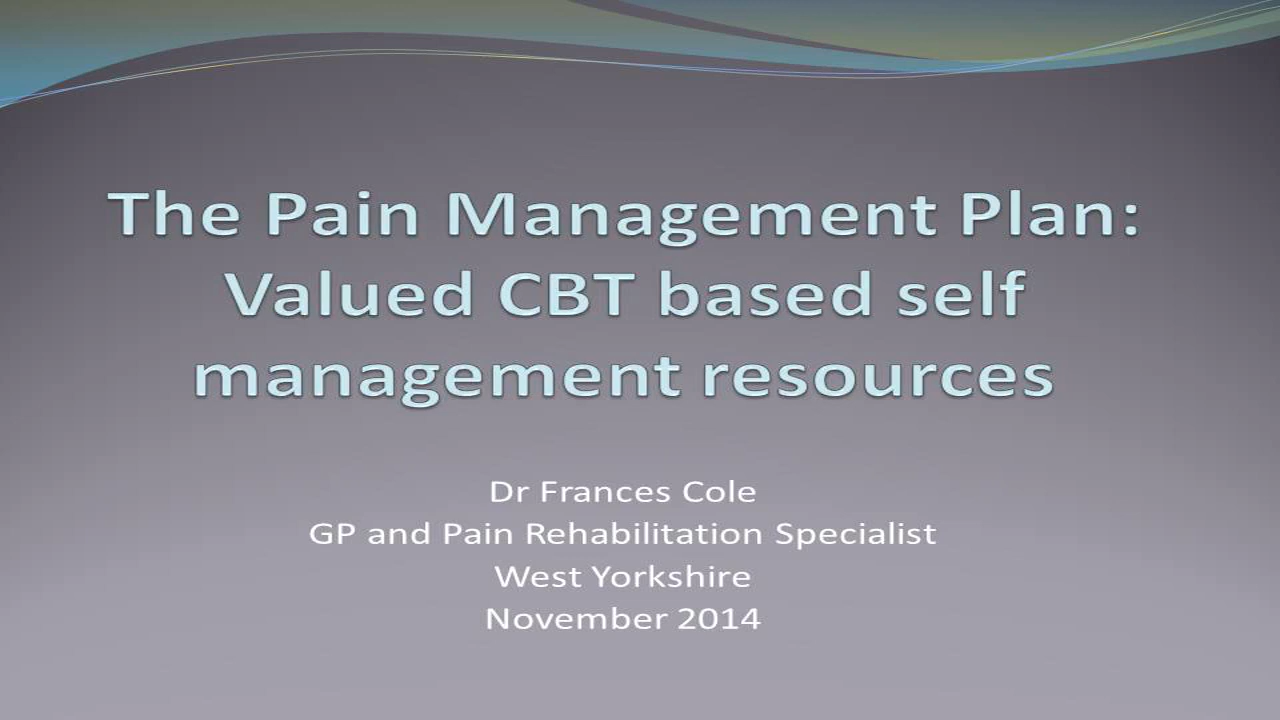 The Pain Management Plan:
Valued CBT based self
management resources
Dr Frances Cole
GP and Pain Rehabilitation Specialist
West Yorkshire
November 2014